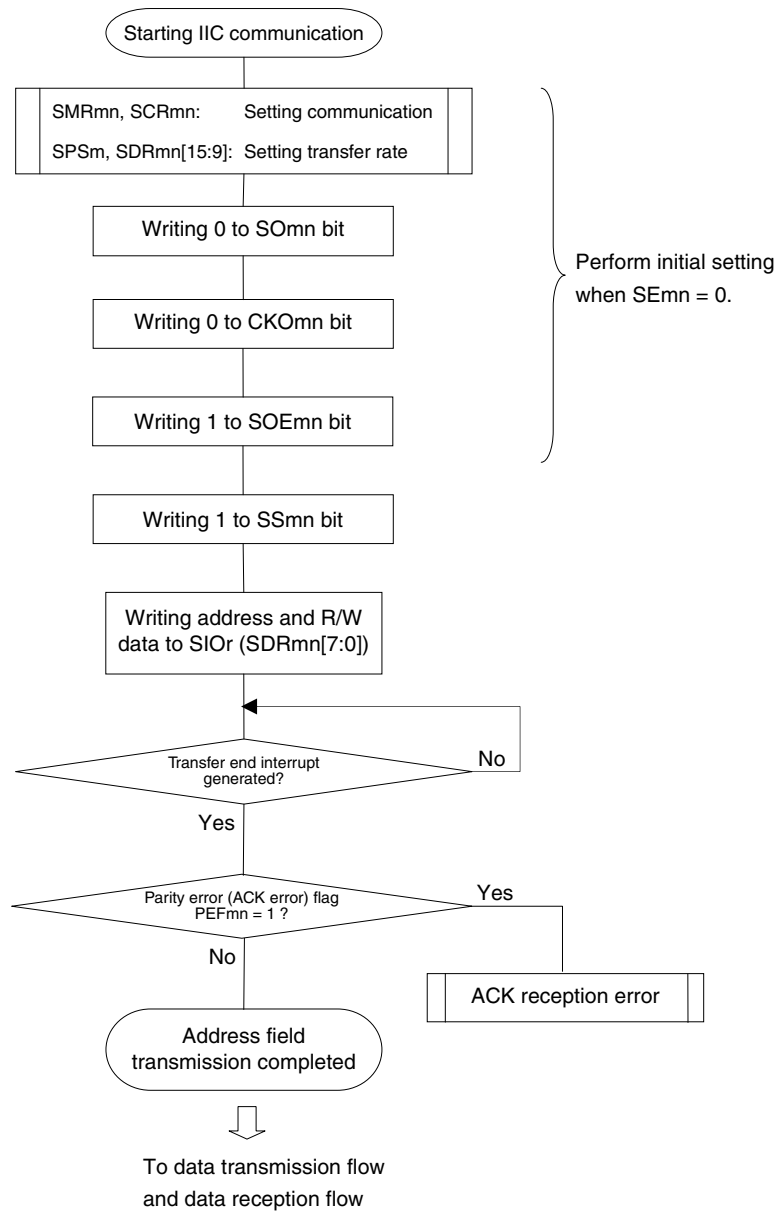 Starting IIC communication
SMRmn, SCRmn: Setting communication
SPSm, SDRmn[15:9]: Setting transfer rate
Writing 0 to SOmn bit
Writing 0 to CKOmn bit
Writing 1 to SOEmn bit
Perform initial setting
when SEmn = 0.
Writing 1 to SSmn bit
Writing address and R/W
data to SIOr (SDRmn[7:0])
Transfer end interrupt
generated?
No
Yes
Parity error (ACK error) flag
PEFmn = 1 ?
Yes
No
ACK reception error
Address field
transmission completed
To data transmission flow
and data reception flow